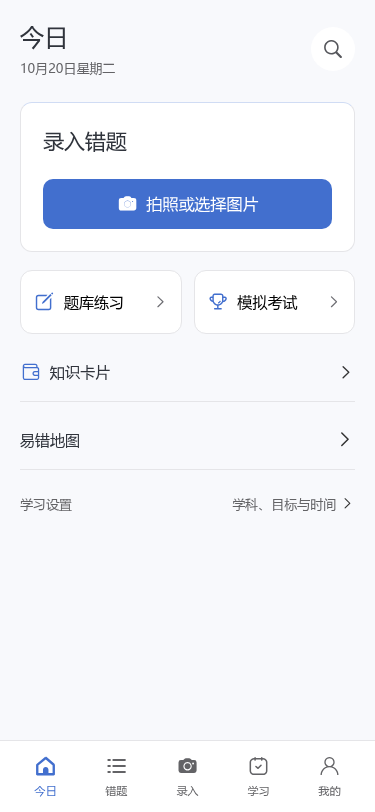 今日
10月20日星期二
录入错题
拍照或选择图片
题库练习
模拟考试
知识卡片
易错地图
学习设置
学科、目标与时间
今日
错题
录入
学习
我的